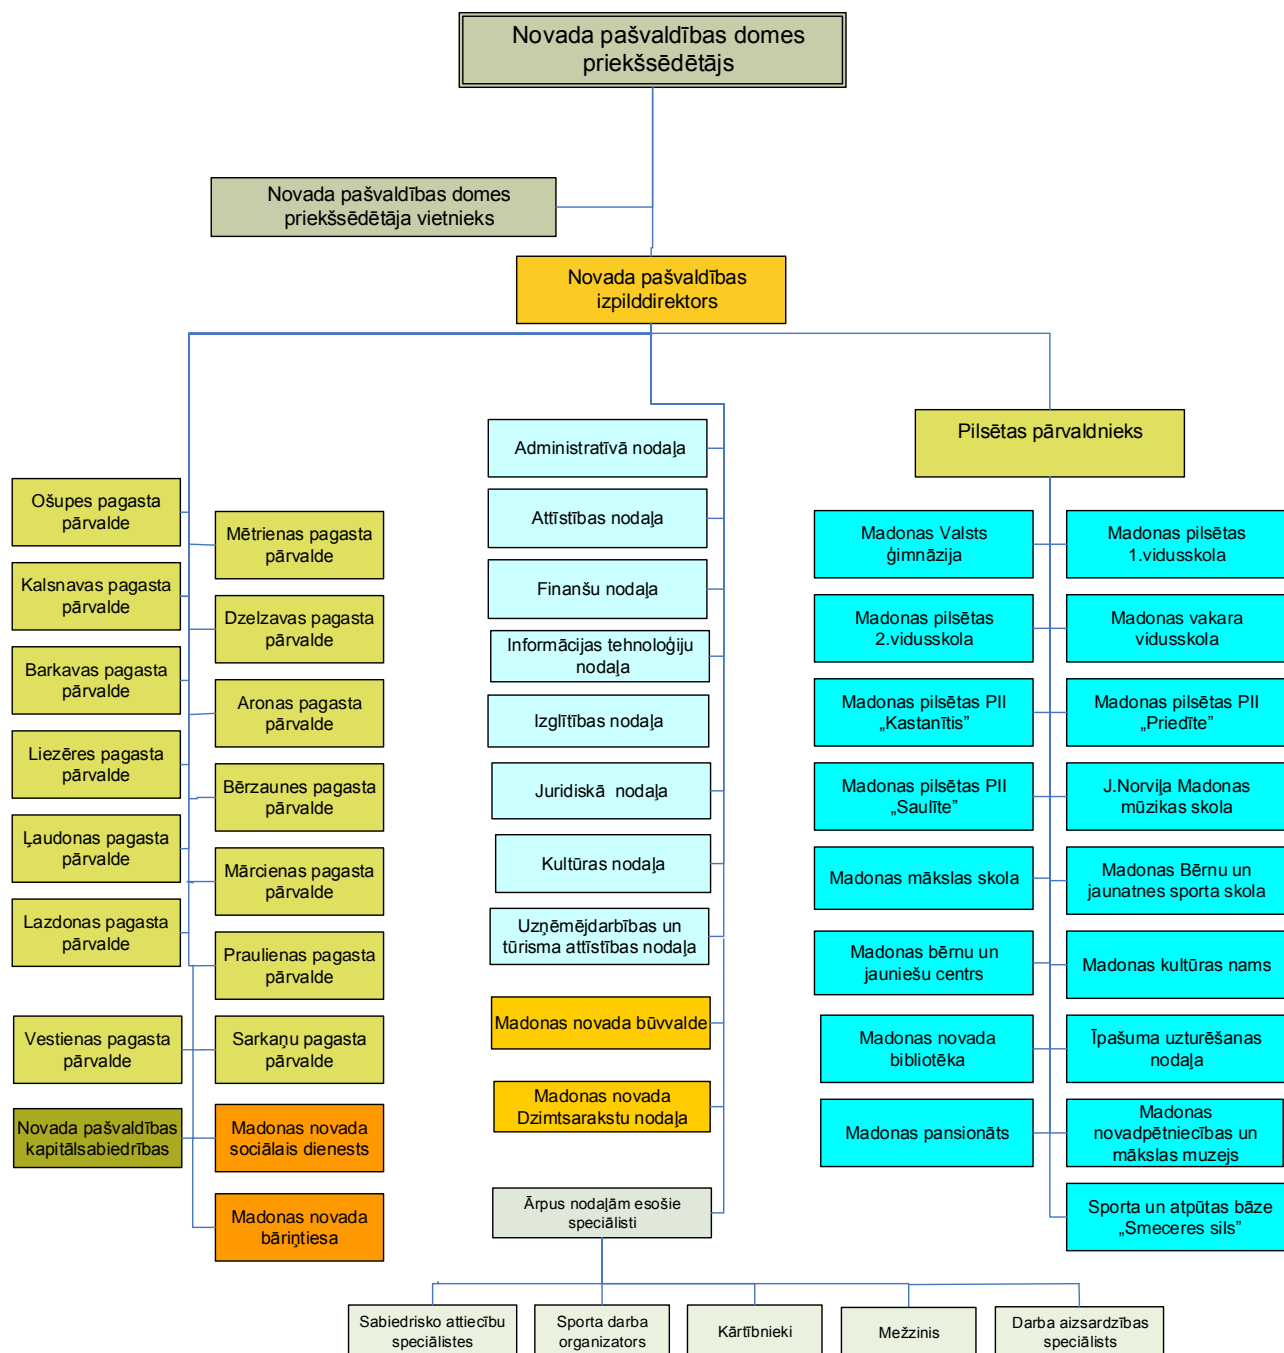 Novada pašvaldības domes
priekšsēdētājs
Novada pašvaldības domes
priekšsēdētāja vietnieks
Novada pašvaldības
izpilddirektors
Ošupes pagasta
pārvalde
Kalsnavas pagasta
pārvalde
Barkavas pagasta
pārvalde
Liezēres pagasta
pārvalde
Ļaudonas pagasta
pārvalde
Lazdonas pagasta
pārvalde
Vestienas pagasta
pārvalde
Novada pašvaldības
kapitālsabiedrības
Mētrienas pagasta
pārvalde
Dzelzavas pagasta
pārvalde
Aronas pagasta
pārvalde
Bērzaunes pagasta
pārvalde
Mārcienas pagasta
pārvalde
Praulienas pagasta
pārvalde
Sarkaņu pagasta
pārvalde
Madonas novada
sociālais dienests
Madonas novada
bāriņtiesa
Administratīvā nodaļa
Attīstības nodaļa
Finanšu nodaļa
Informācijas tehnoloģiju
nodaļa
Izglītības nodaļa
Juridiskā nodaļa
Kultūras nodaļa
Uzņēmējdarbības un
tūrisma attīstības nodaļa
Madonas novada būvvalde
Madonas novada
Dzimtsarakstu nodaļa
Ārpus nodaļām esošie
speciālisti
Sabiedrisko attiecību
speciālistes
Sporta darba
organizators
Kārtībnieki
Mežzinis
Darba aizsardzības
speciālists
Pilsētas pārvaldnieks
Madonas Valsts
ģimnāzija
Madonas pilsētas
2.vidusskola
Madonas pilsētas PII
„Kastanītis”
Madonas pilsētas PII
„Saulīte”
Madonas mākslas skola
Madonas bērnu un
jauniešu centrs
Madonas novada
bibliotēka
Madonas pansionāts
Madonas pilsētas
1.vidusskola
Madonas vakara
vidusskola
Madonas pilsētas PII
„Priedīte”
J.Norviļa Madonas
mūzikas skola
Madonas Bērnu un
jaunatnes sporta skola
Madonas kultūras nams
Īpašuma uzturēšanas
nodaļa
Madonas
novadpētniecības un
mākslas muzejs
Sporta un atpūtas bāze
„Smeceres sils”